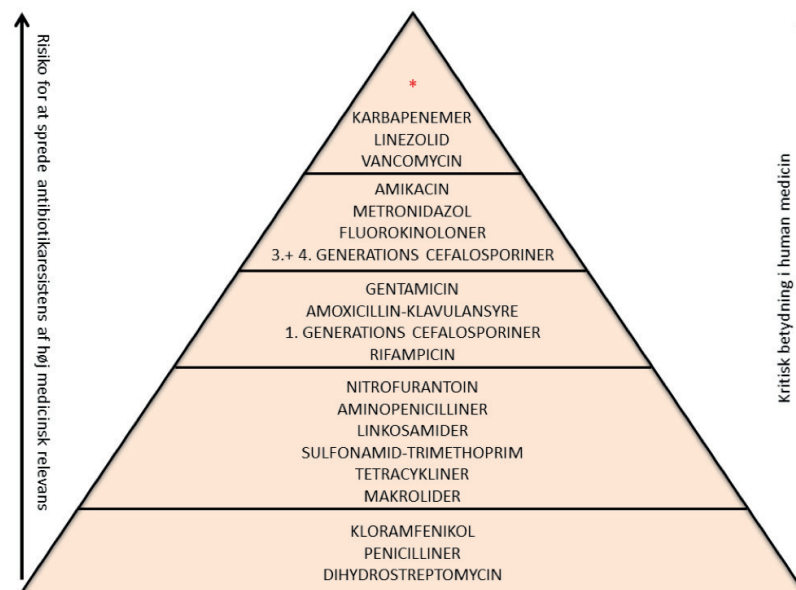 Risiko for at sprede antibiotikaresistens af høj medicinsk relevans
*
KARBAPENEMER
LINEZOLID
VANCOMYCIN
AMIKACIN
METRONIDAZOL
FLUOROKINOLONER
3.+ 4. GENERATIONS CEFALOSPORINER
GENTAMICIN
AMOXICILLIN-KLAVULANSYRE
1. GENERATIONS CEFALOSPORINER
RIFAMPICIN
NITROFURANTOIN
AMINOPENICILLINER
LINKOSAMIDER
SULFONAMID-TRIMETHOPRIM
TETRACYKLINER
MAKROLIDER
KLORAMFENIKOL
PENICILLINER
DIHYDROSTREPTOMYCIN
Kritisk betydning i human medicin